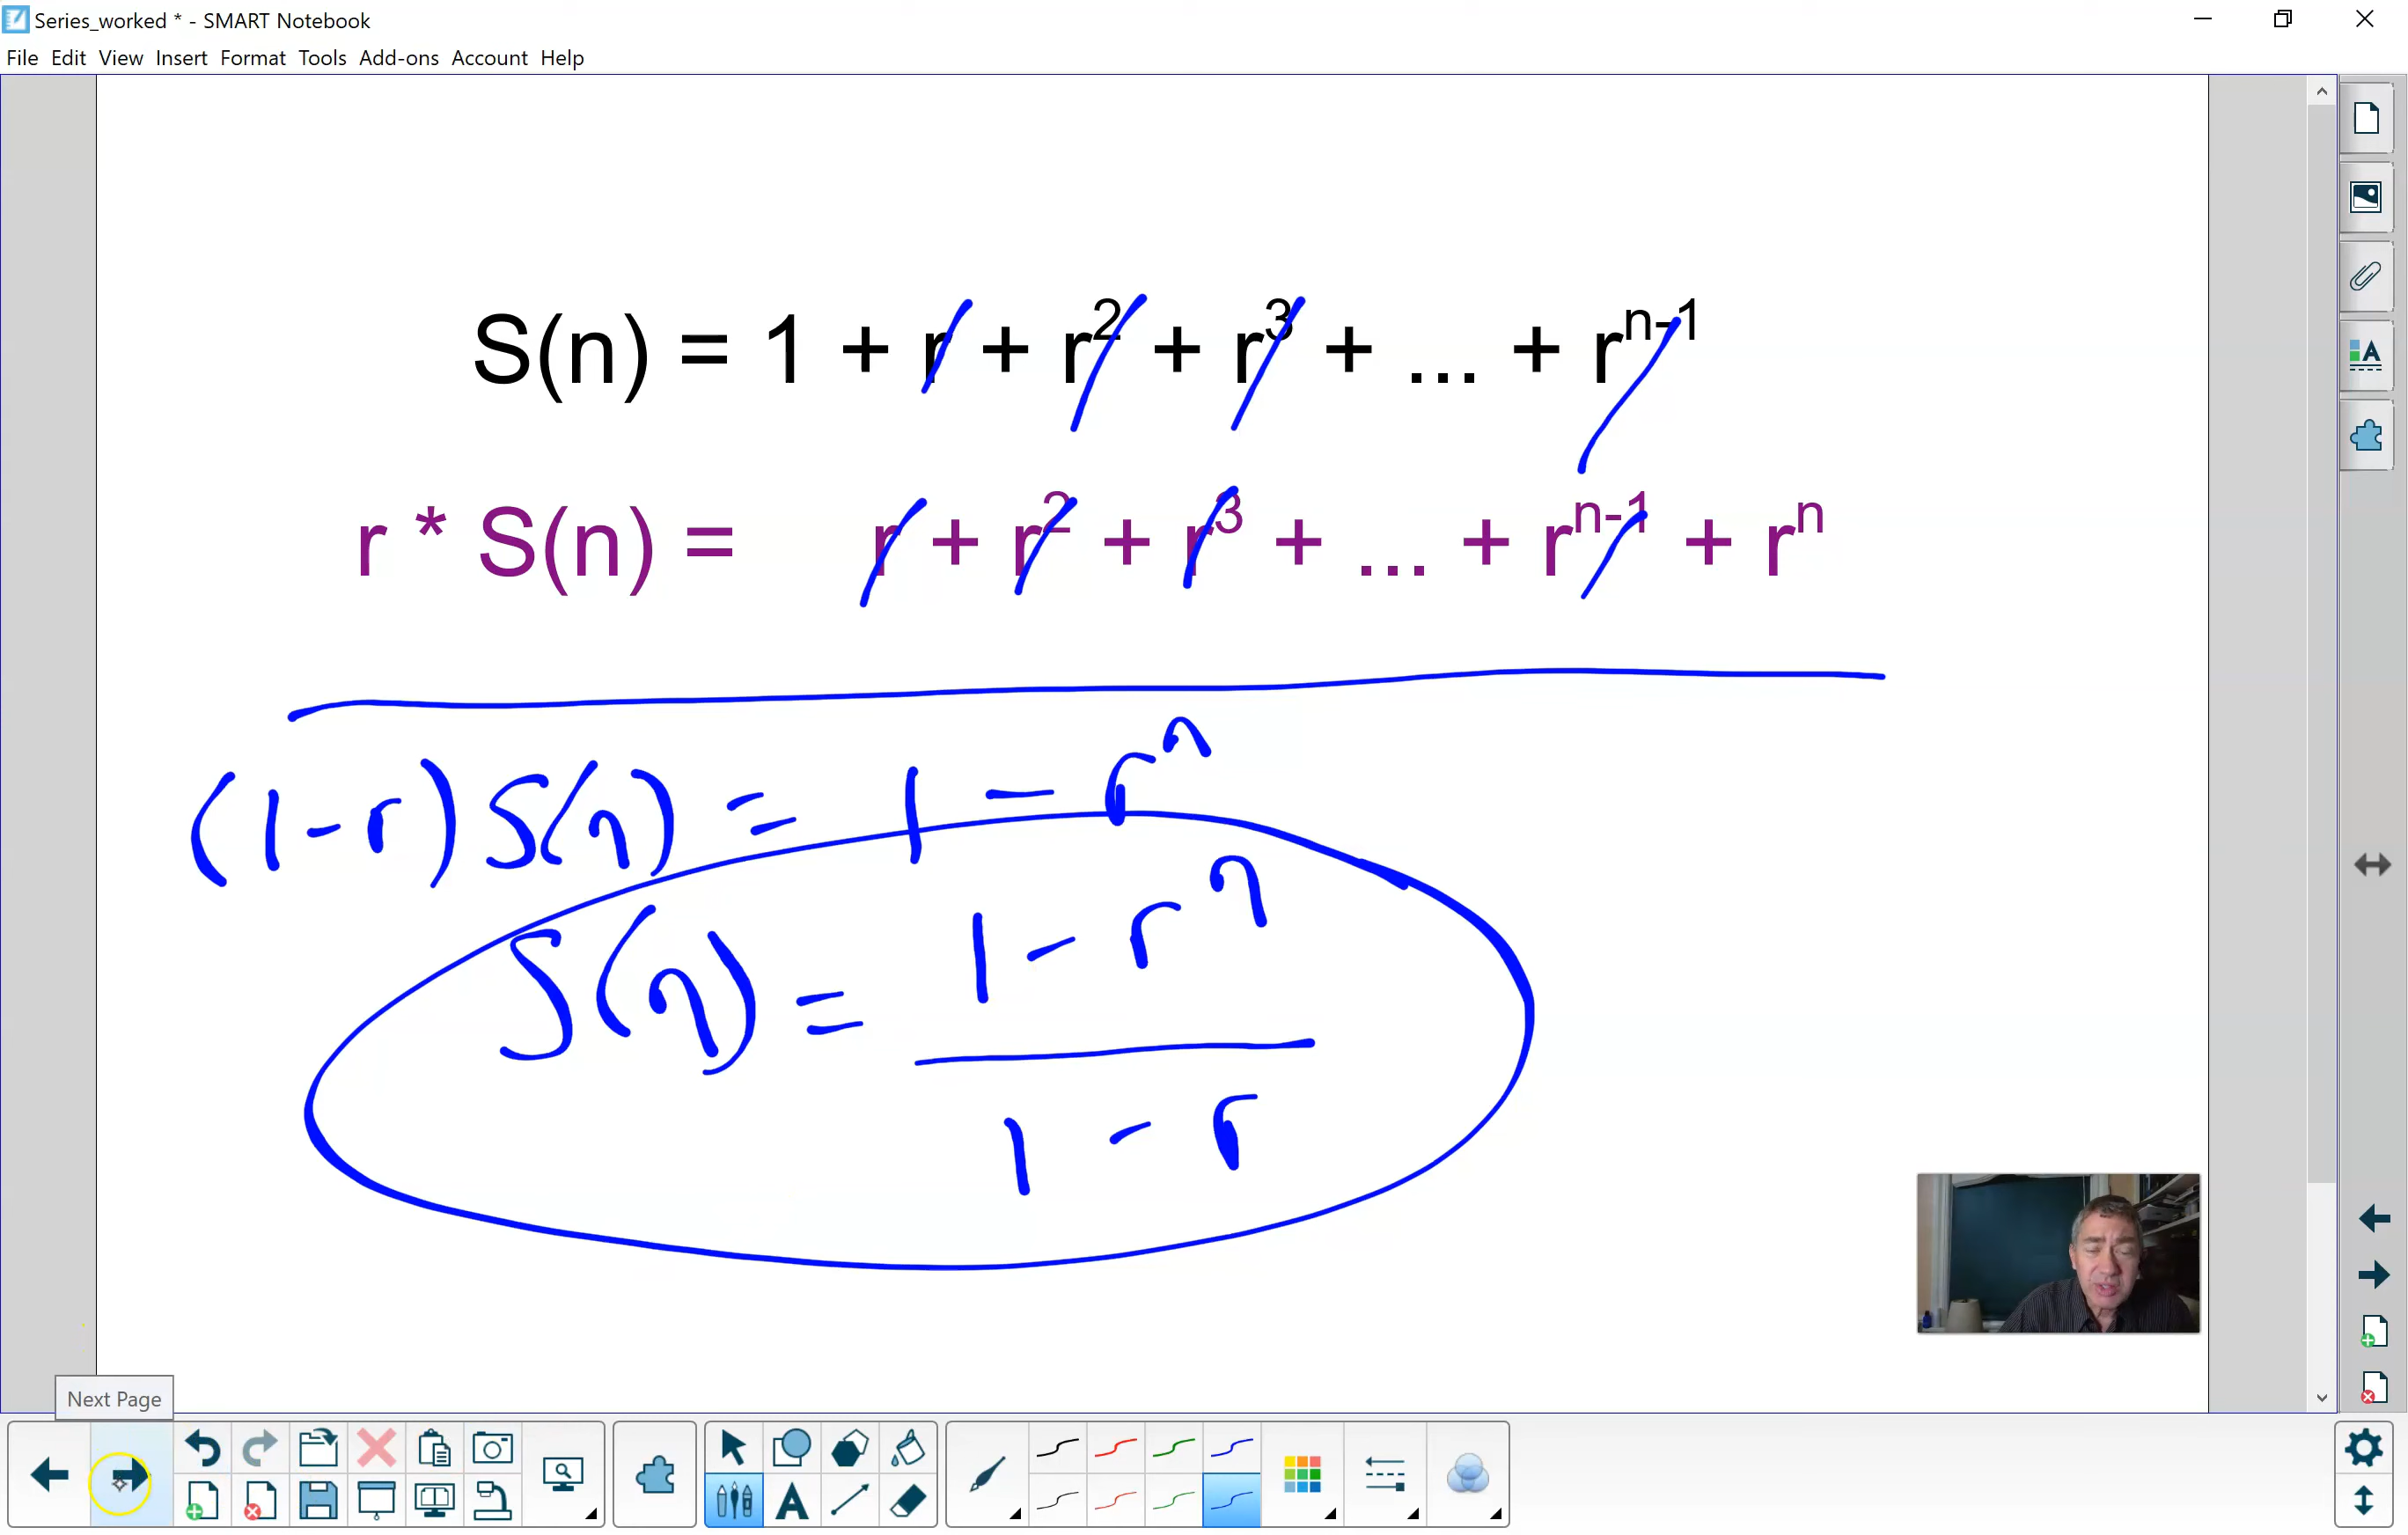 Series_worked * - SMART Notebook
File Edit View Insert Format Tools Add-ons Account Help
S(n) = 1 + r + r² + r³ + ... + rⁿ⁻¹
r * S(n) = r + r² + r³ + ... + rⁿ⁻¹ + rⁿ
(1-r) S(n) = 1 - rⁿ
S(n) = 1 - rⁿ
1 - r
Next Page